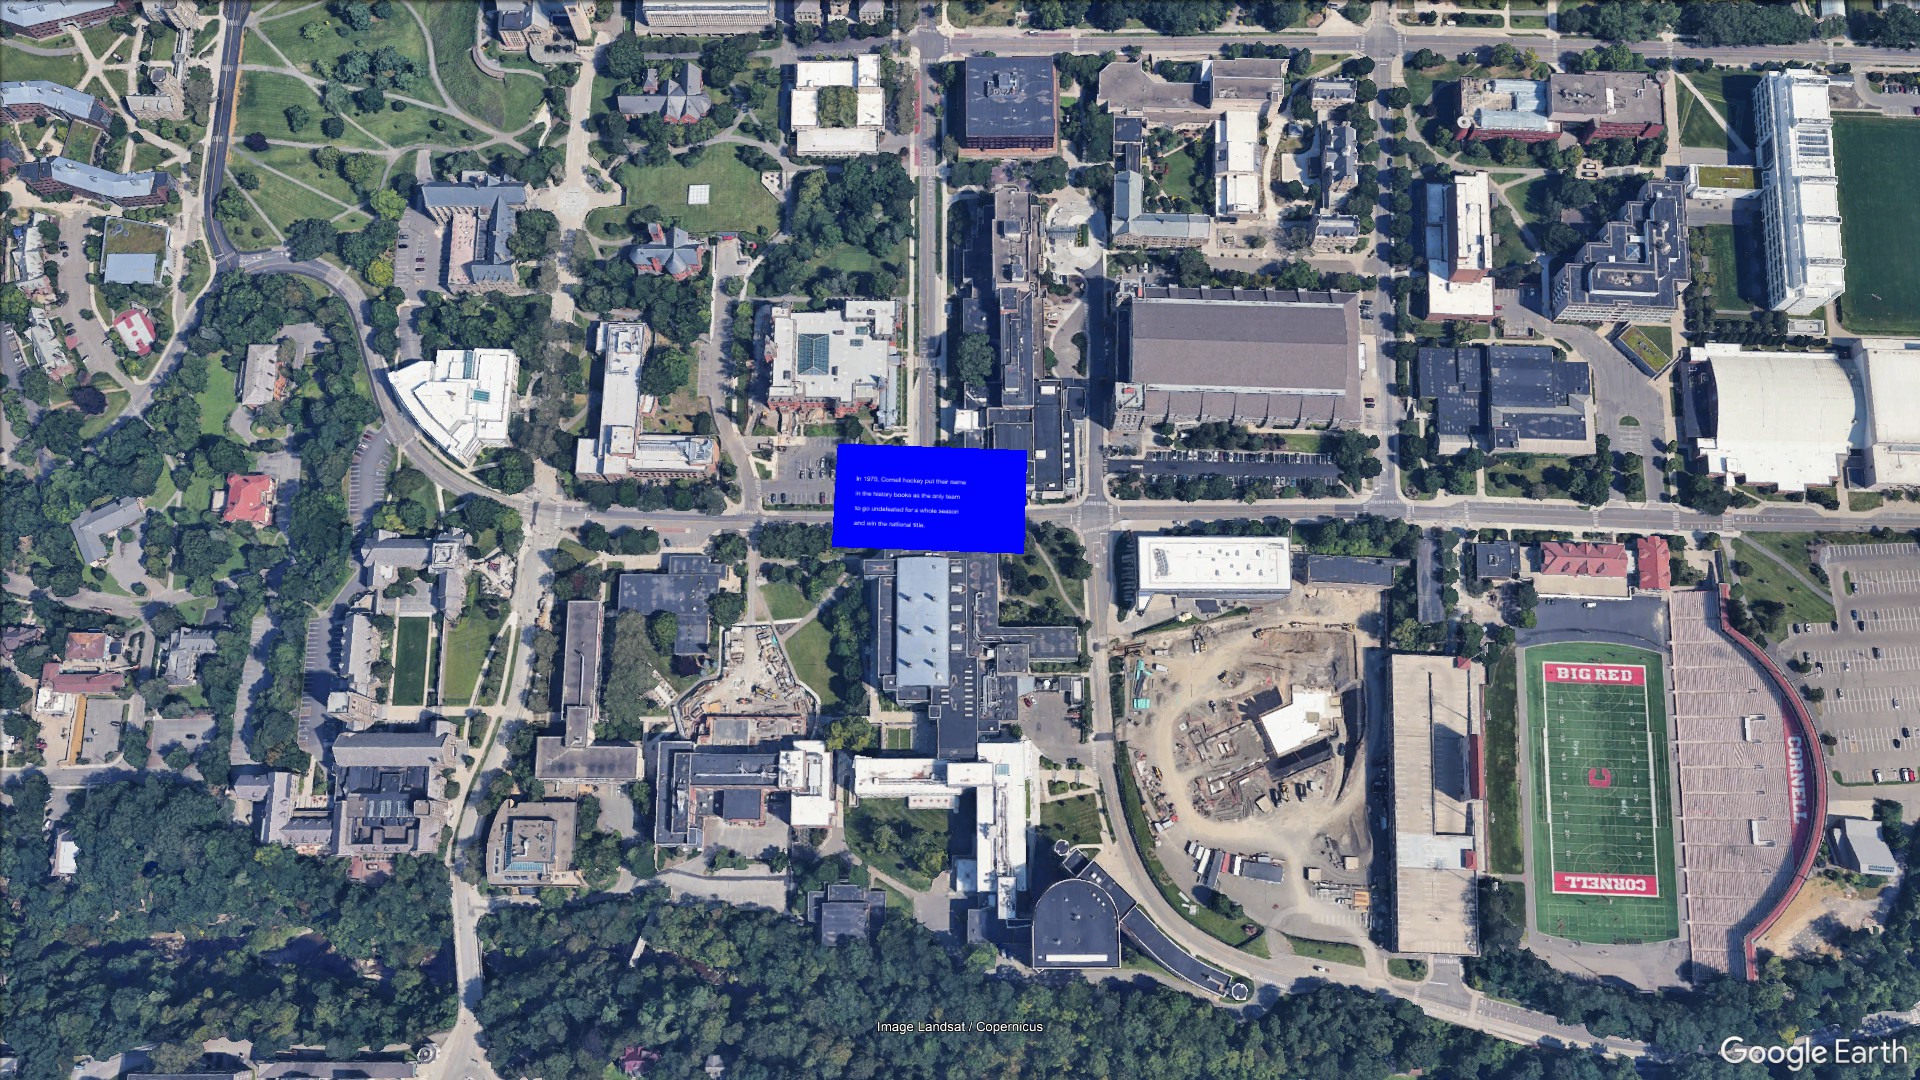 In 1970, Cornell hockey put their name
in the history books as the only team
to go undefeated for a whole season
and win the national title.
BIG RED
C
CORNELL
CORNELL
Image Landsat / Copernicus
Google Earth